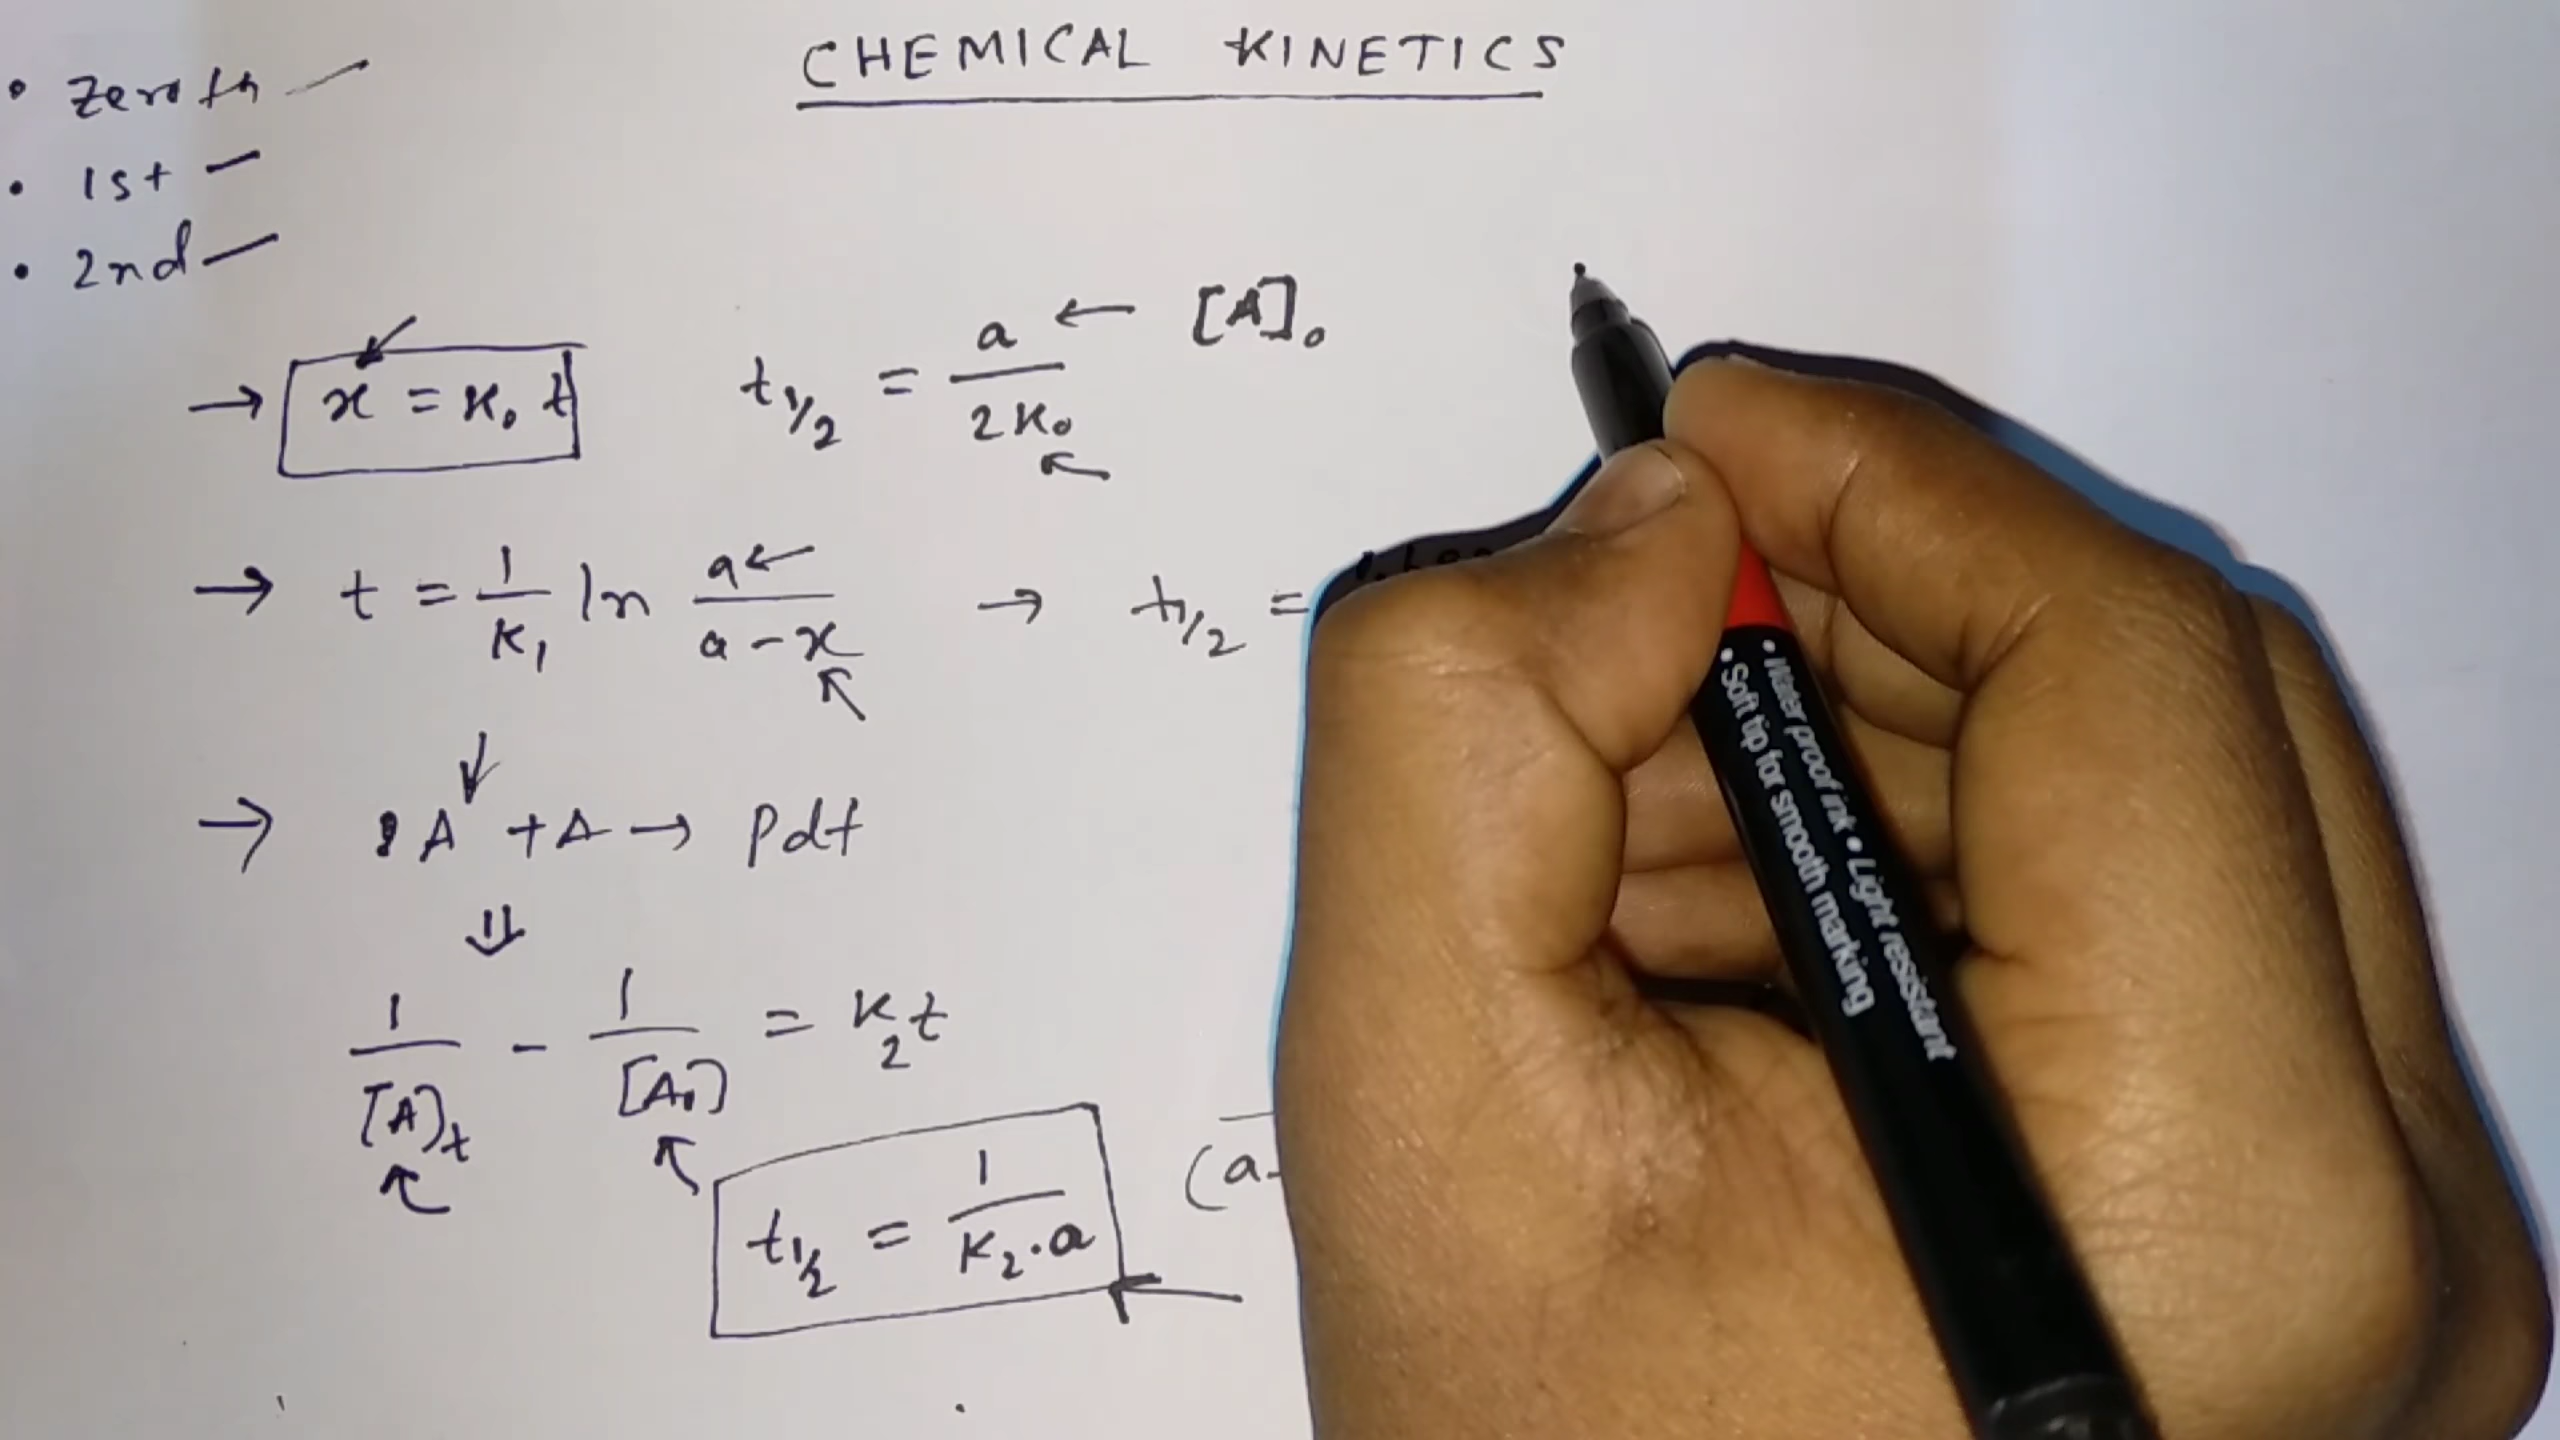 CHEMICAL KINETICS
• Zeroth
• 1st
• 2nd
→ x = K₀ t
t₁/₂ = a / 2K₀ ← [A]₀
→ t = 1/K₁ ln a / a - x → t₁/₂ =
→ A + A → Pdt
⇓
1/[A]t - 1/[A₀] = K₂t
t₁/₂ = 1 / K₂.a
(a-
• Water proof ink • Light resistant
• Soft tip for smooth marking